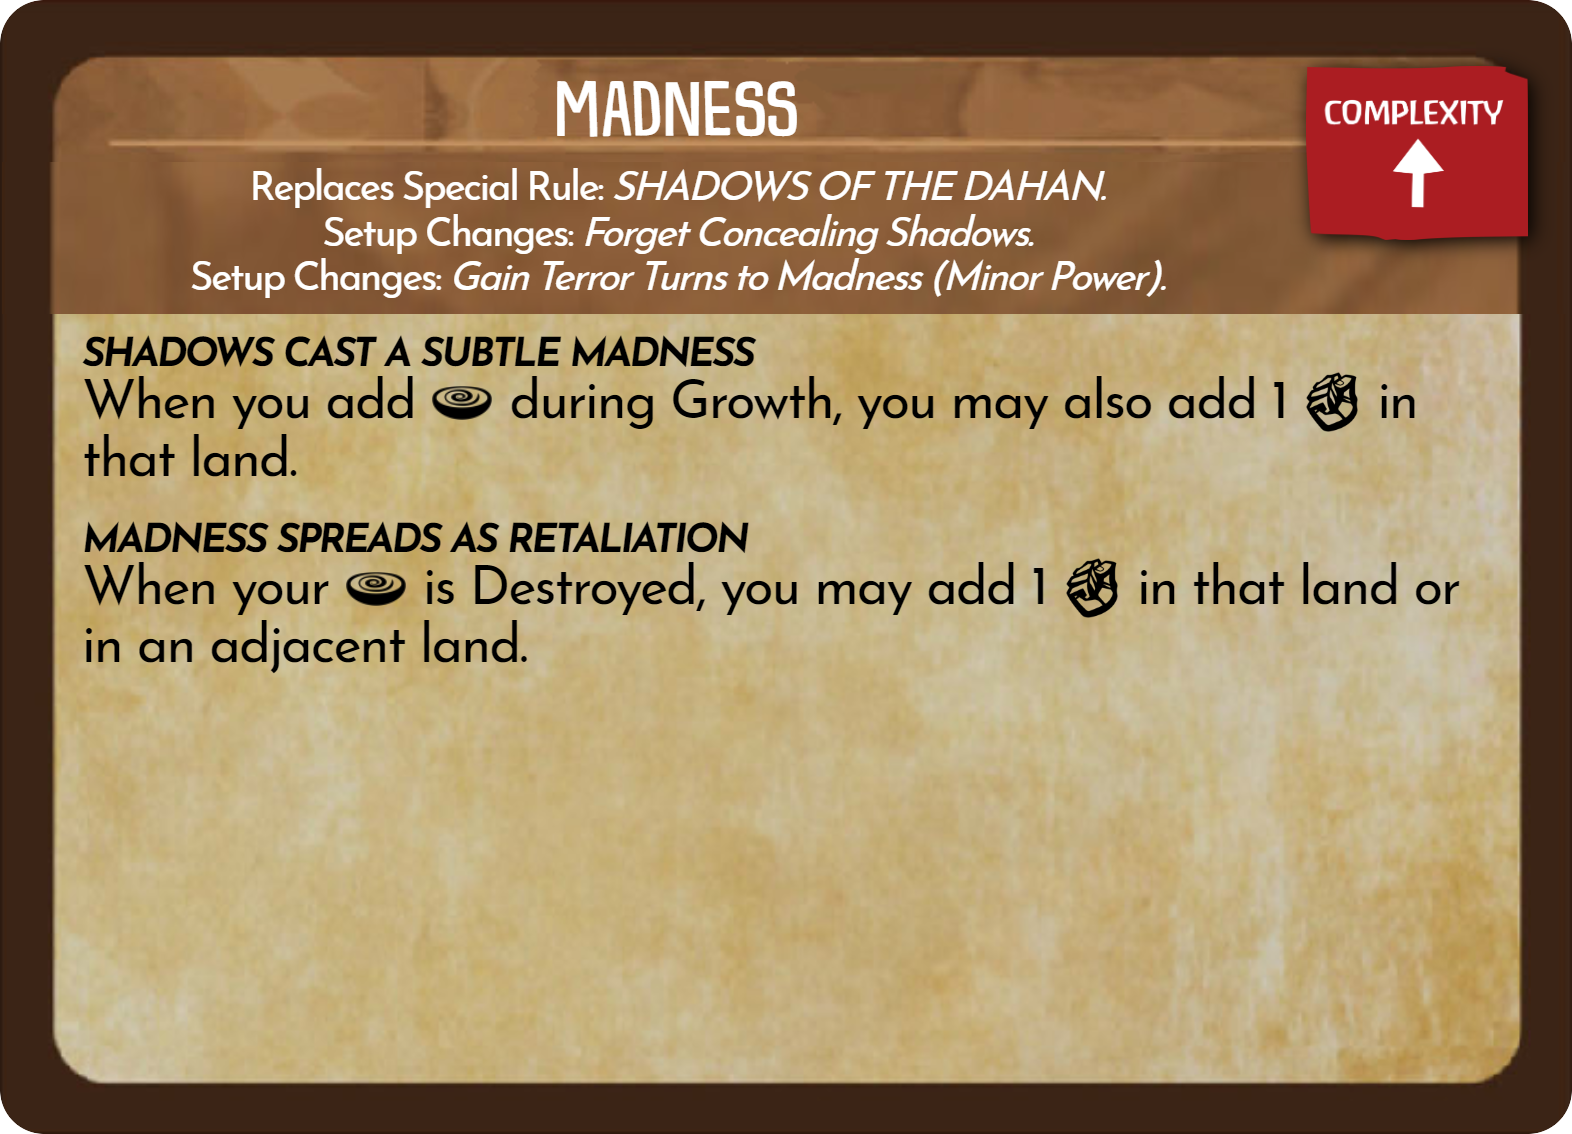 MADNESS
COMPLEXITY
Replaces Special Rule: SHADOWS OF THE DAHAN.
Setup Changes: Forget Concealing Shadows.
Setup Changes: Gain Terror Turns to Madness (Minor Power).
SHADOWS CAST A SUBTLE MADNESS
When you add during Growth, you may also add 1 in
that land.
MADNESS SPREADS AS RETALIATION
When your is Destroyed, you may add 1 in that land or
in an adjacent land.